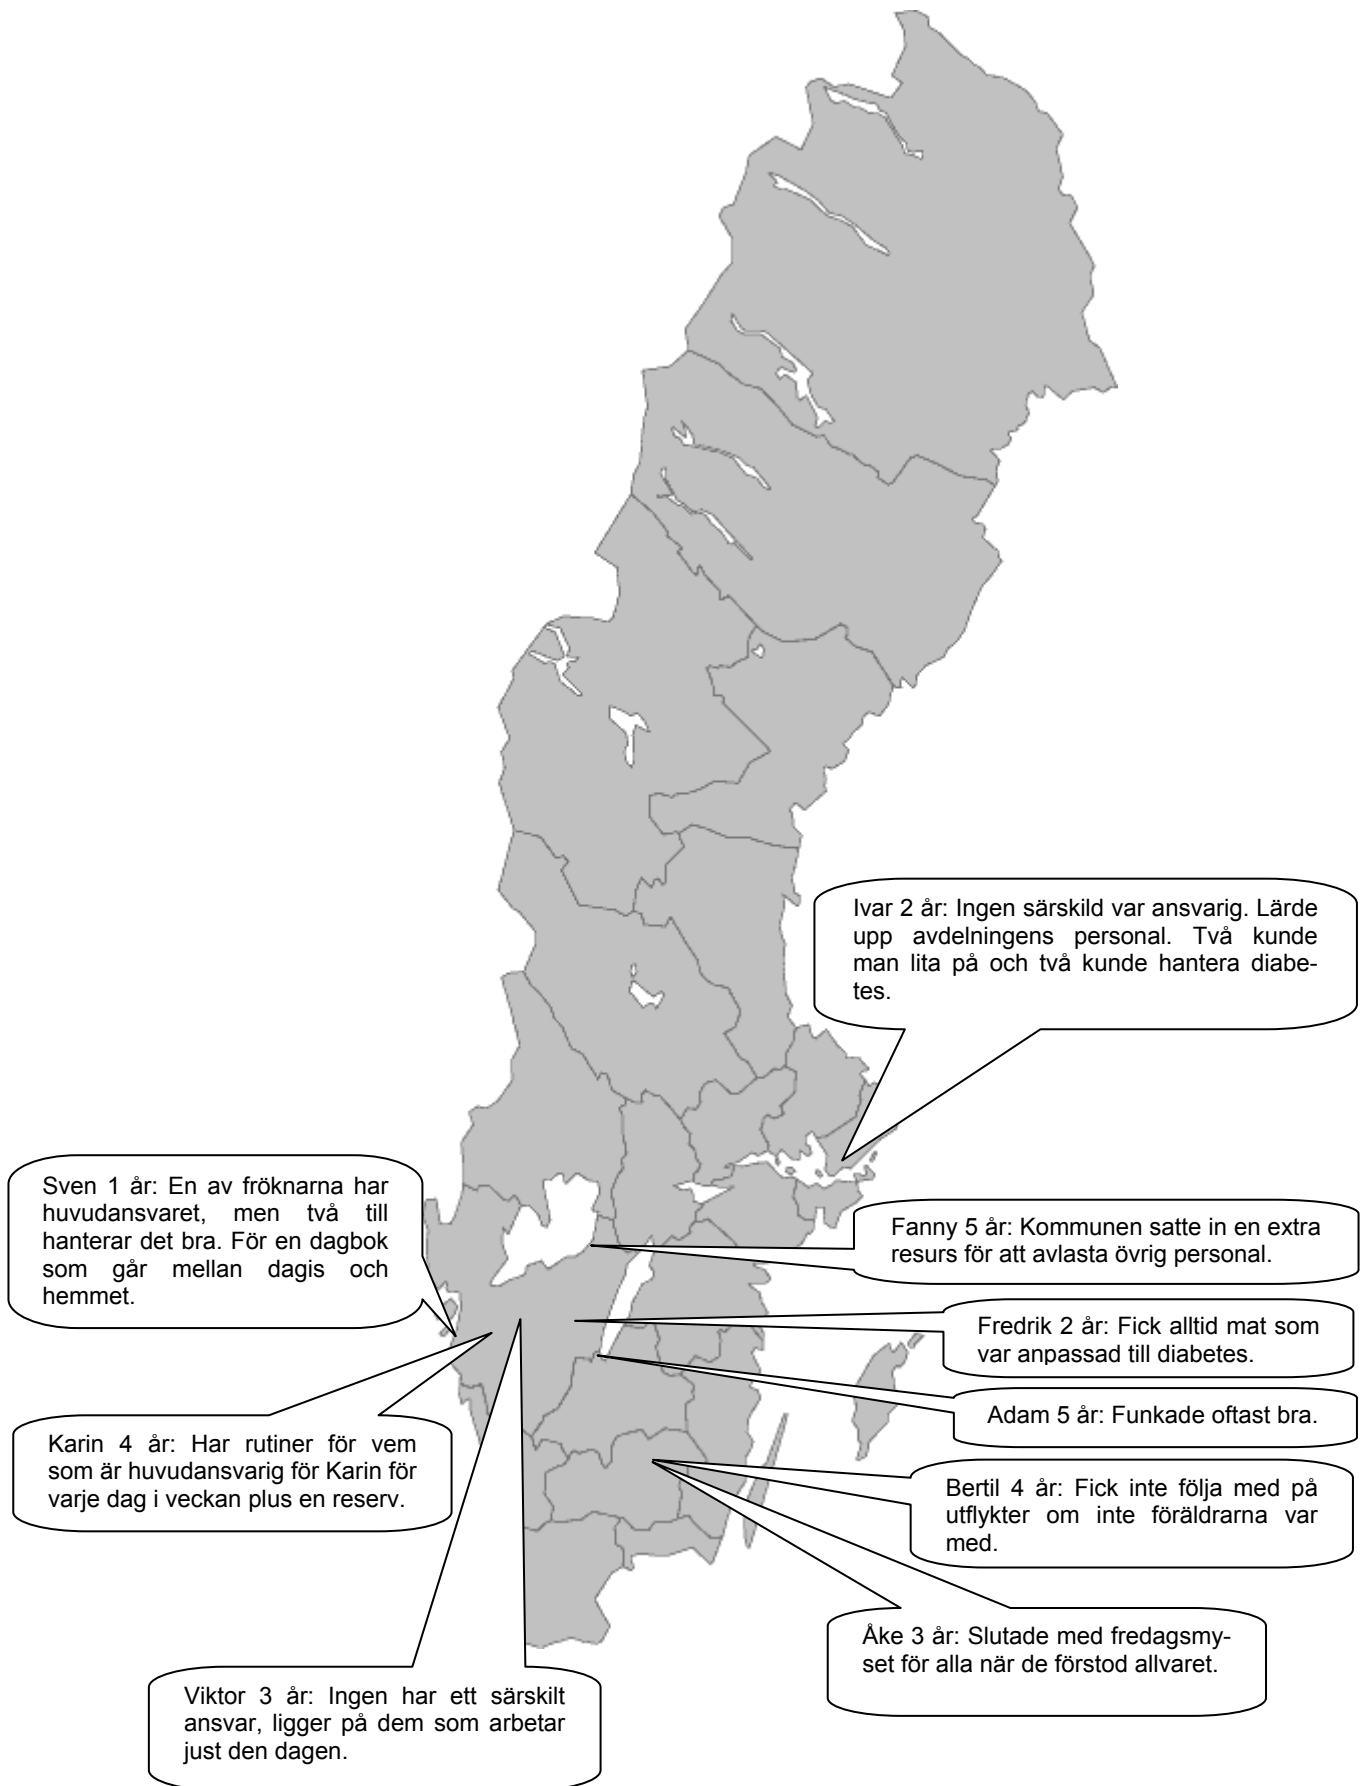 Ivar 2 år: Ingen särskild var ansvarig. Lärde
upp avdelningens personal. Två kunde
man lita på och två kunde hantera diabe-
tes.
Sven 1 år: En av fröknarna har
huvudansvaret, men två till
hanterar det bra. För en dagbok
som går mellan dagis och
hemmet.
Fanny 5 år: Kommunen satte in en extra
resurs för att avlasta övrig personal.
Fredrik 2 år: Fick alltid mat som
var anpassad till diabetes.
Adam 5 år: Funkade oftast bra.
Karin 4 år: Har rutiner för vem
som är huvudansvarig för Karin för
varje dag i veckan plus en reserv.
Bertil 4 år: Fick inte följa med på
utflykter om inte föräldrarna var
med.
Åke 3 år: Slutade med fredagsmy-
set för alla när de förstod allvaret.
Viktor 3 år: Ingen har ett särskilt
ansvar, ligger på dem som arbetar
just den dagen.